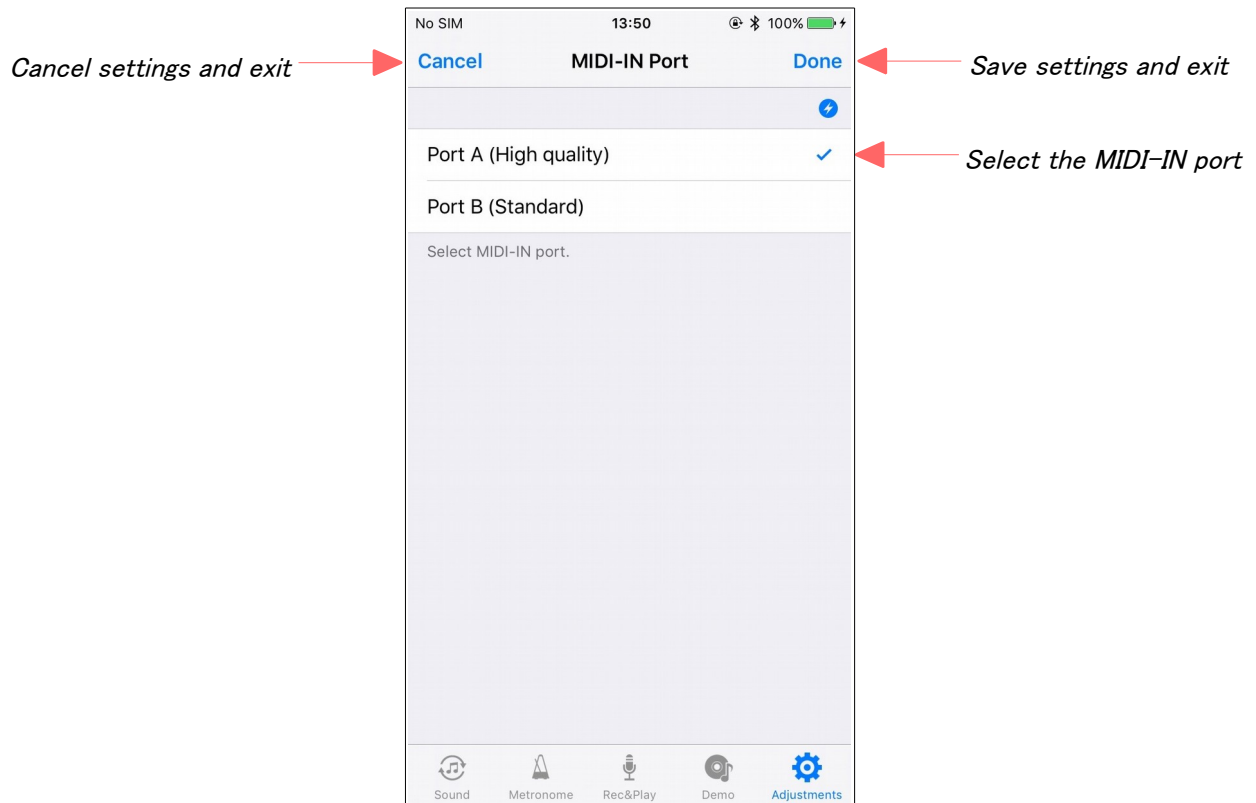 No SIM 13:50 100%
Cancel settings and exit Cancel MIDI-IN Port Done Save settings and exit
Port A (High quality) Select the MIDI-IN port
Port B (Standard)
Select MIDI-IN port.
Sound Metronome Rec&Play Demo Adjustments